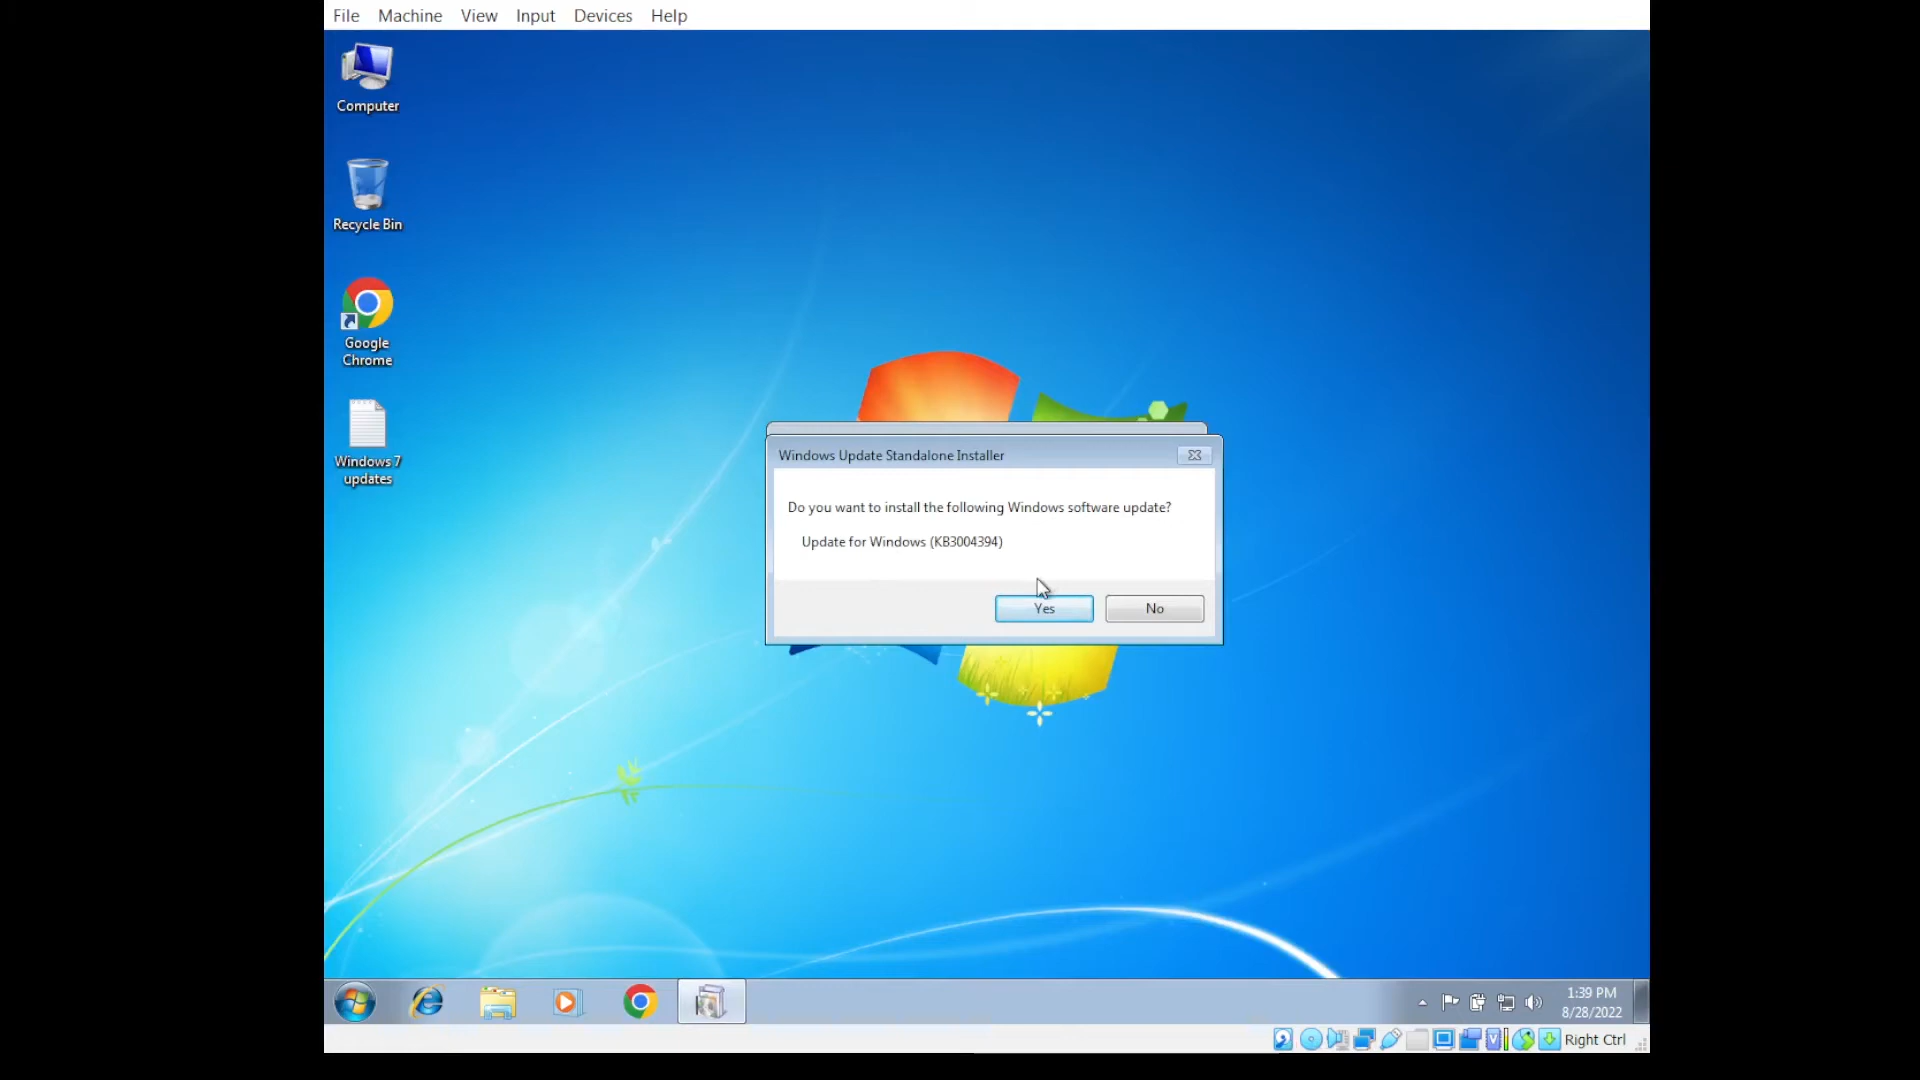 File Machine View Input Devices Help
Computer
Recycle Bin
Google
Chrome
Windows 7
updates
Windows Update Standalone Installer
Do you want to install the following Windows software update?
Update for Windows (KB3004394)
Yes No
1:39 PM
8/28/2022
Right Ctrl